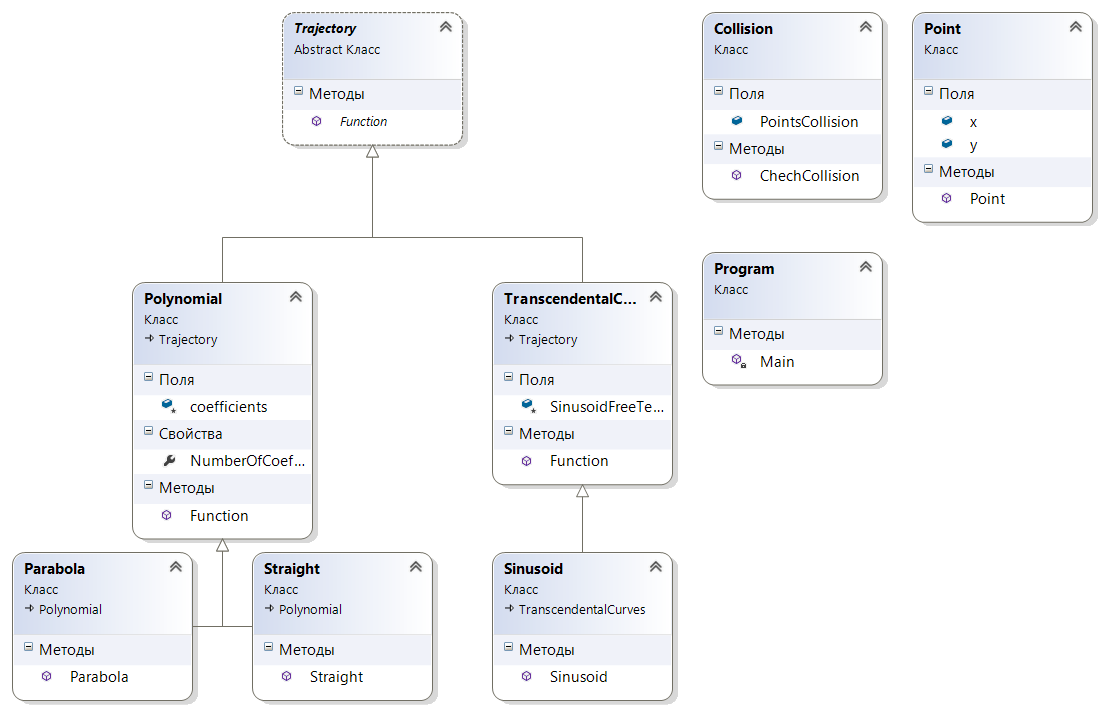 Trajectory
Abstract Класс
Методы
Function
Collision
Класс
Поля
PointsCollision
Методы
ChechCollision
Point
Класс
Поля
x
y
Методы
Point
Program
Класс
Методы
Main
Polynomial
Класс
Trajectory
Поля
coefficients
Свойства
NumberOfCoef...
Методы
Function
TranscendentalC...
Класс
Trajectory
Поля
SinusoidFreeTe...
Методы
Function
Parabola
Класс
Polynomial
Методы
Parabola
Straight
Класс
Polynomial
Методы
Straight
Sinusoid
Класс
TranscendentalCurves
Методы
Sinusoid